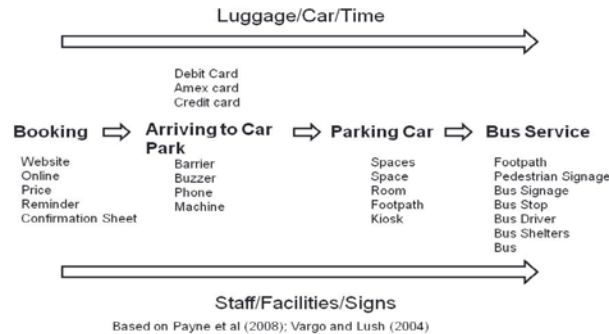 Luggage/Car/Time
Debit Card
Amex card
Credit card
Booking
Arriving to Car
Park
Parking Car
Bus Service
Website
Online
Price
Reminder
Confirmation Sheet
Barrier
Buzzer
Phone
Machine
Spaces
Space
Room
Footpath
Kiosk
Footpath
Pedestrian Signage
Bus Signage
Bus Stop
Bus Driver
Bus Shelters
Bus
Staff/Facilities/Signs
Based on Payne et al (2008); Vargo and Lush (2004)